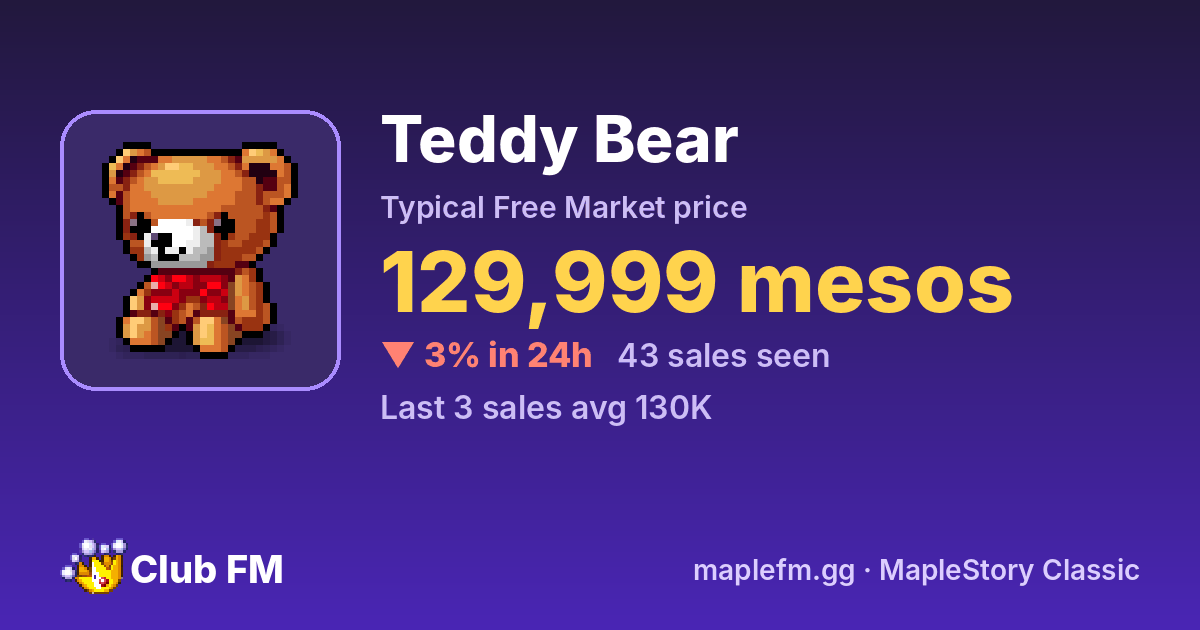 Teddy Bear
Typical Free Market price
129,999 mesos
▼ 3% in 24h 43 sales seen
Last 3 sales avg 130K
Club FM
maplefm.gg · MapleStory Classic